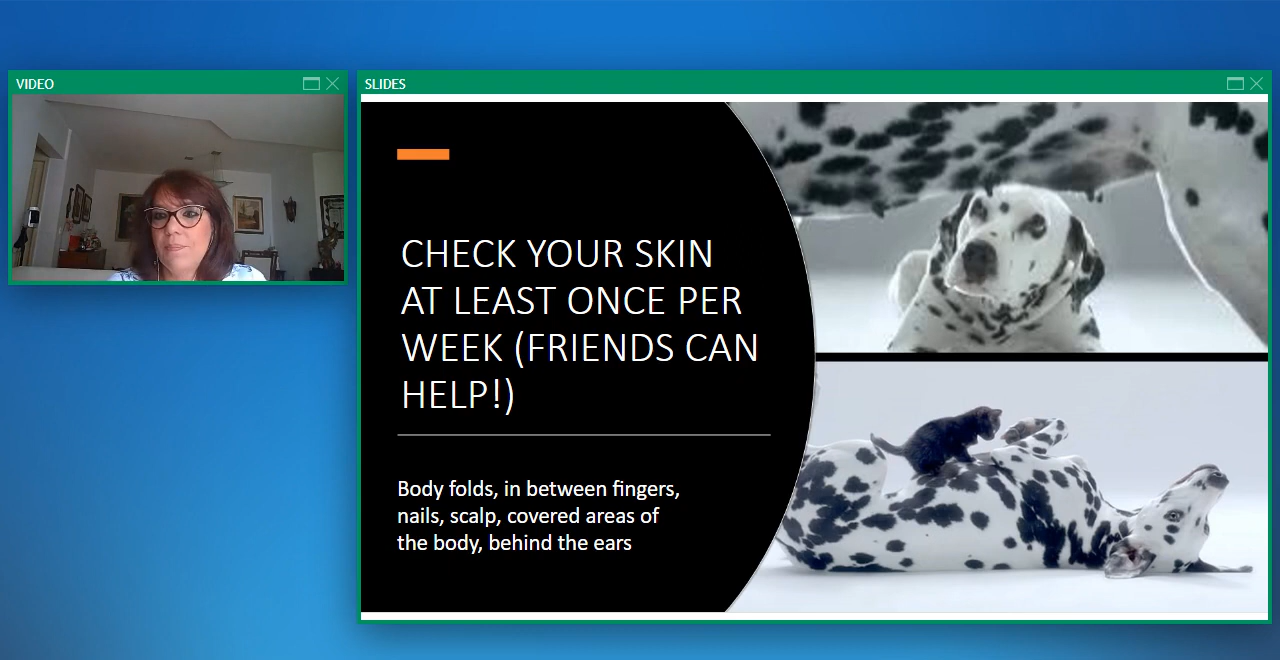 VIDEO
SLIDES
CHECK YOUR SKIN
AT LEAST ONCE PER
WEEK (FRIENDS CAN
HELP!)
Body folds, in between fingers,
nails, scalp, covered areas of
the body, behind the ears